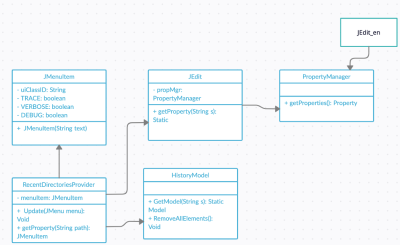 JEdit_en
JMenuItem
- uiClassID: String
- TRACE: boolean
- VERBOSE: boolean
- DEBUG: boolean
+ JMenuItem(String text)
JEdit
- propMgr:
PropertyManager
+ getProperty(String s):
Static
PropertyManager
+ getProperties(): Property
RecentDirectoriesProvider
- menuItem: JMenuItem
+ Update(JMenu menu):
Void
+ getProperty(String path):
JMenuItem
HistoryModel
+ GetModel(String s): Static
Model
+ RemoveAllElements():
Void